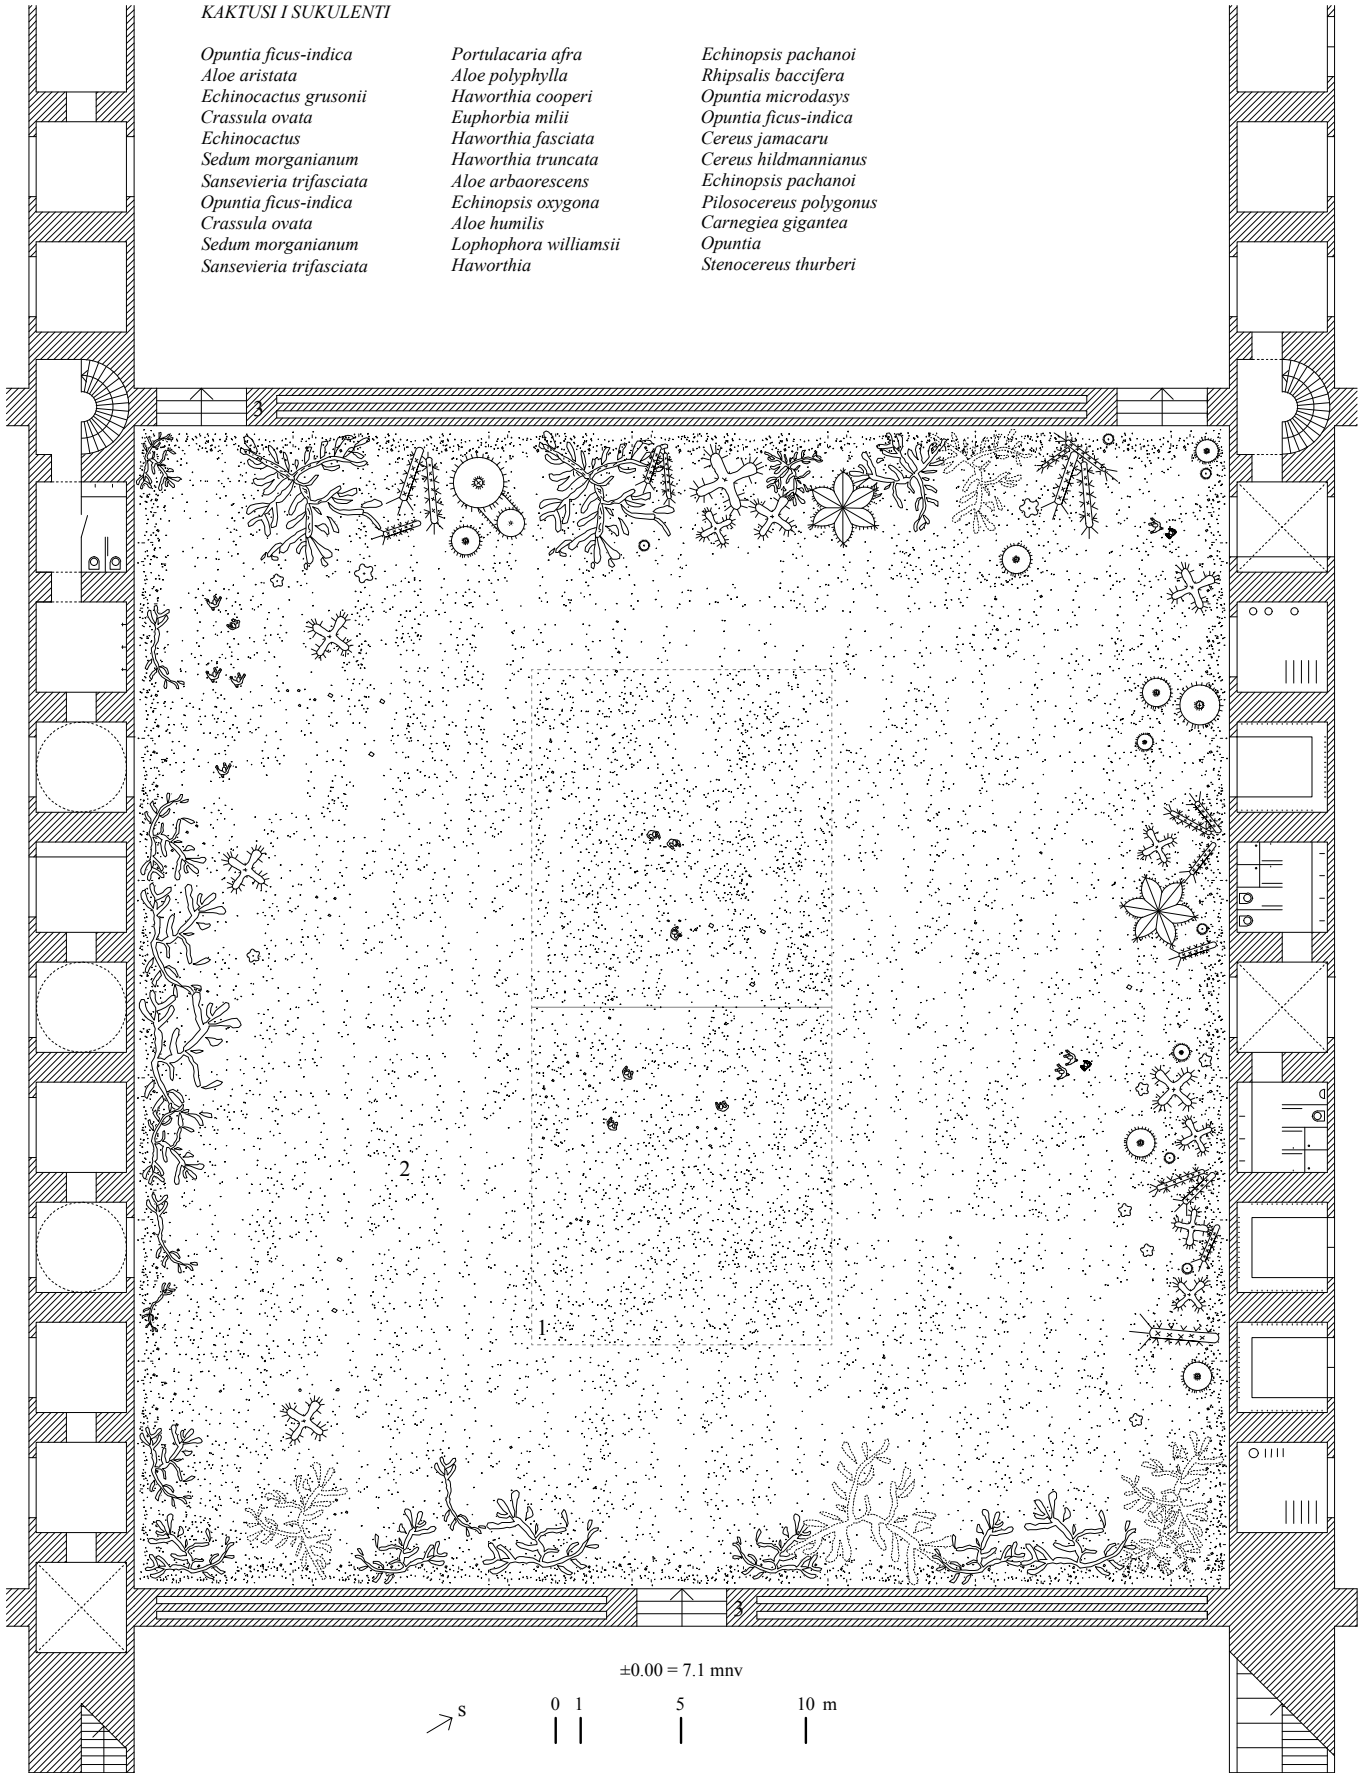 KAKTUSI I SUKULENTI
Opuntia ficus-indica
Aloe aristata
Echinocactus grusonii
Crassula ovata
Echinocactus
Sedum morganianum
Sansevieria trifasciata
Opuntia ficus-indica
Crassula ovata
Sedum morganianum
Sansevieria trifasciata
Portulacaria afra
Aloe polyphylla
Haworthia cooperi
Euphorbia milii
Haworthia fasciata
Haworthia truncata
Aloe arbaorescens
Echinopsis oxygona
Aloe humilis
Lophophora williamsii
Haworthia
Echinopsis pachanoi
Rhipsalis baccifera
Opuntia microdasys
Opuntia ficus-indica
Cereus jamacaru
Cereus hildmannianus
Echinopsis pachanoi
Pilosocereus polygonus
Carnegiea gigantea
Opuntia
Stenocereus thurberi
3
2
1
3
±0.00 = 7.1 mnv
s
0 1 5 10 m